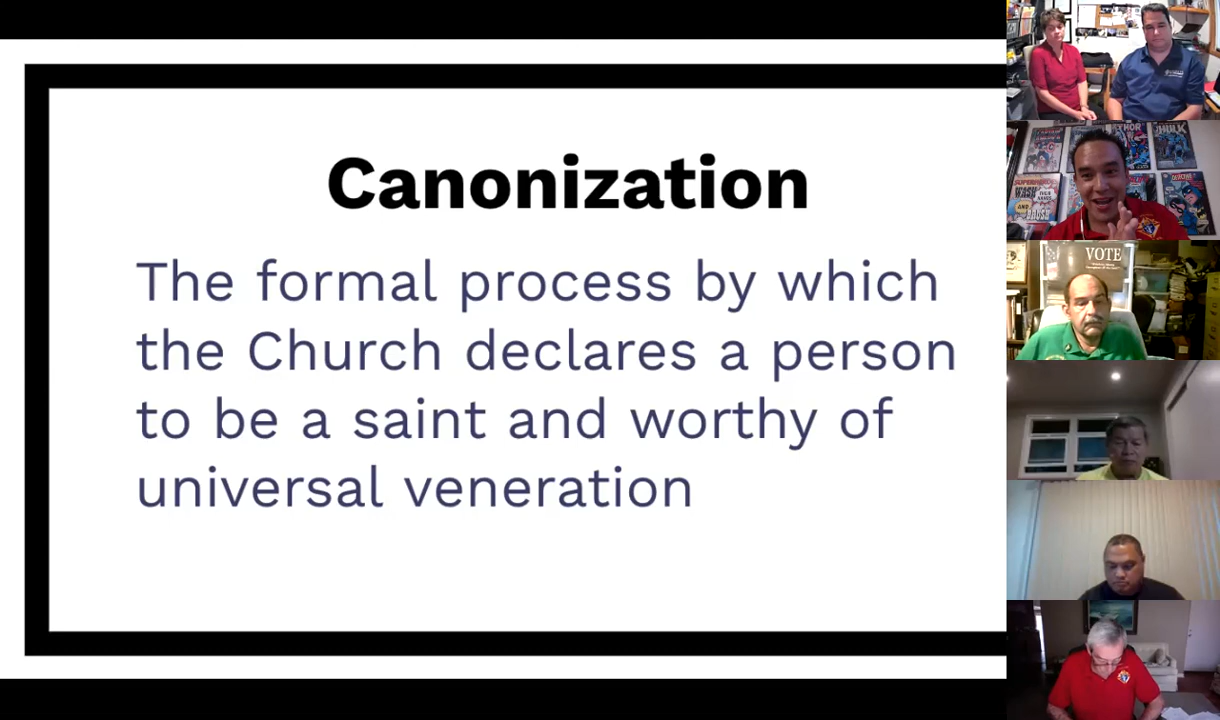 Canonization
The formal process by which
the Church declares a person
to be a saint and worthy of
universal veneration
VOTE
THOR
HULK